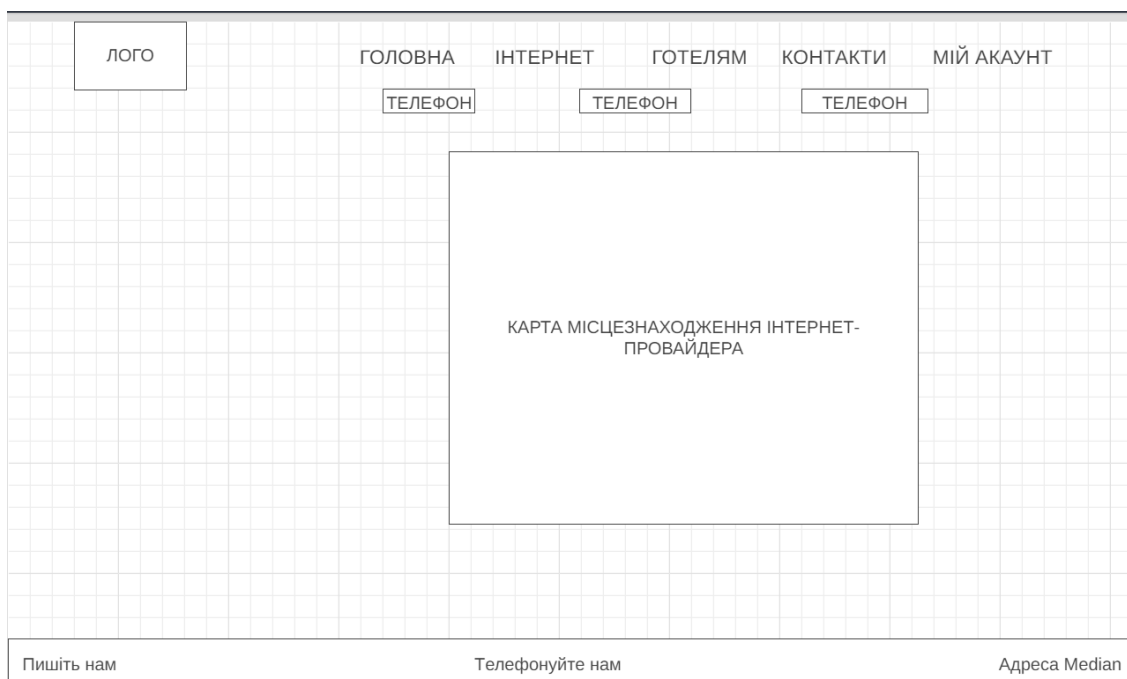 ЛОГО
ГОЛОВНА ІНТЕРНЕТ ГОТЕЛЯМ КОНТАКТИ МІЙ АКАУНТ
ТЕЛЕФОН ТЕЛЕФОН ТЕЛЕФОН
КАРТА МІСЦЕЗНАХОДЖЕННЯ ІНТЕРНЕТ-
ПРОВАЙДЕРА
Пишіть нам Телефонуйте нам Адреса Median